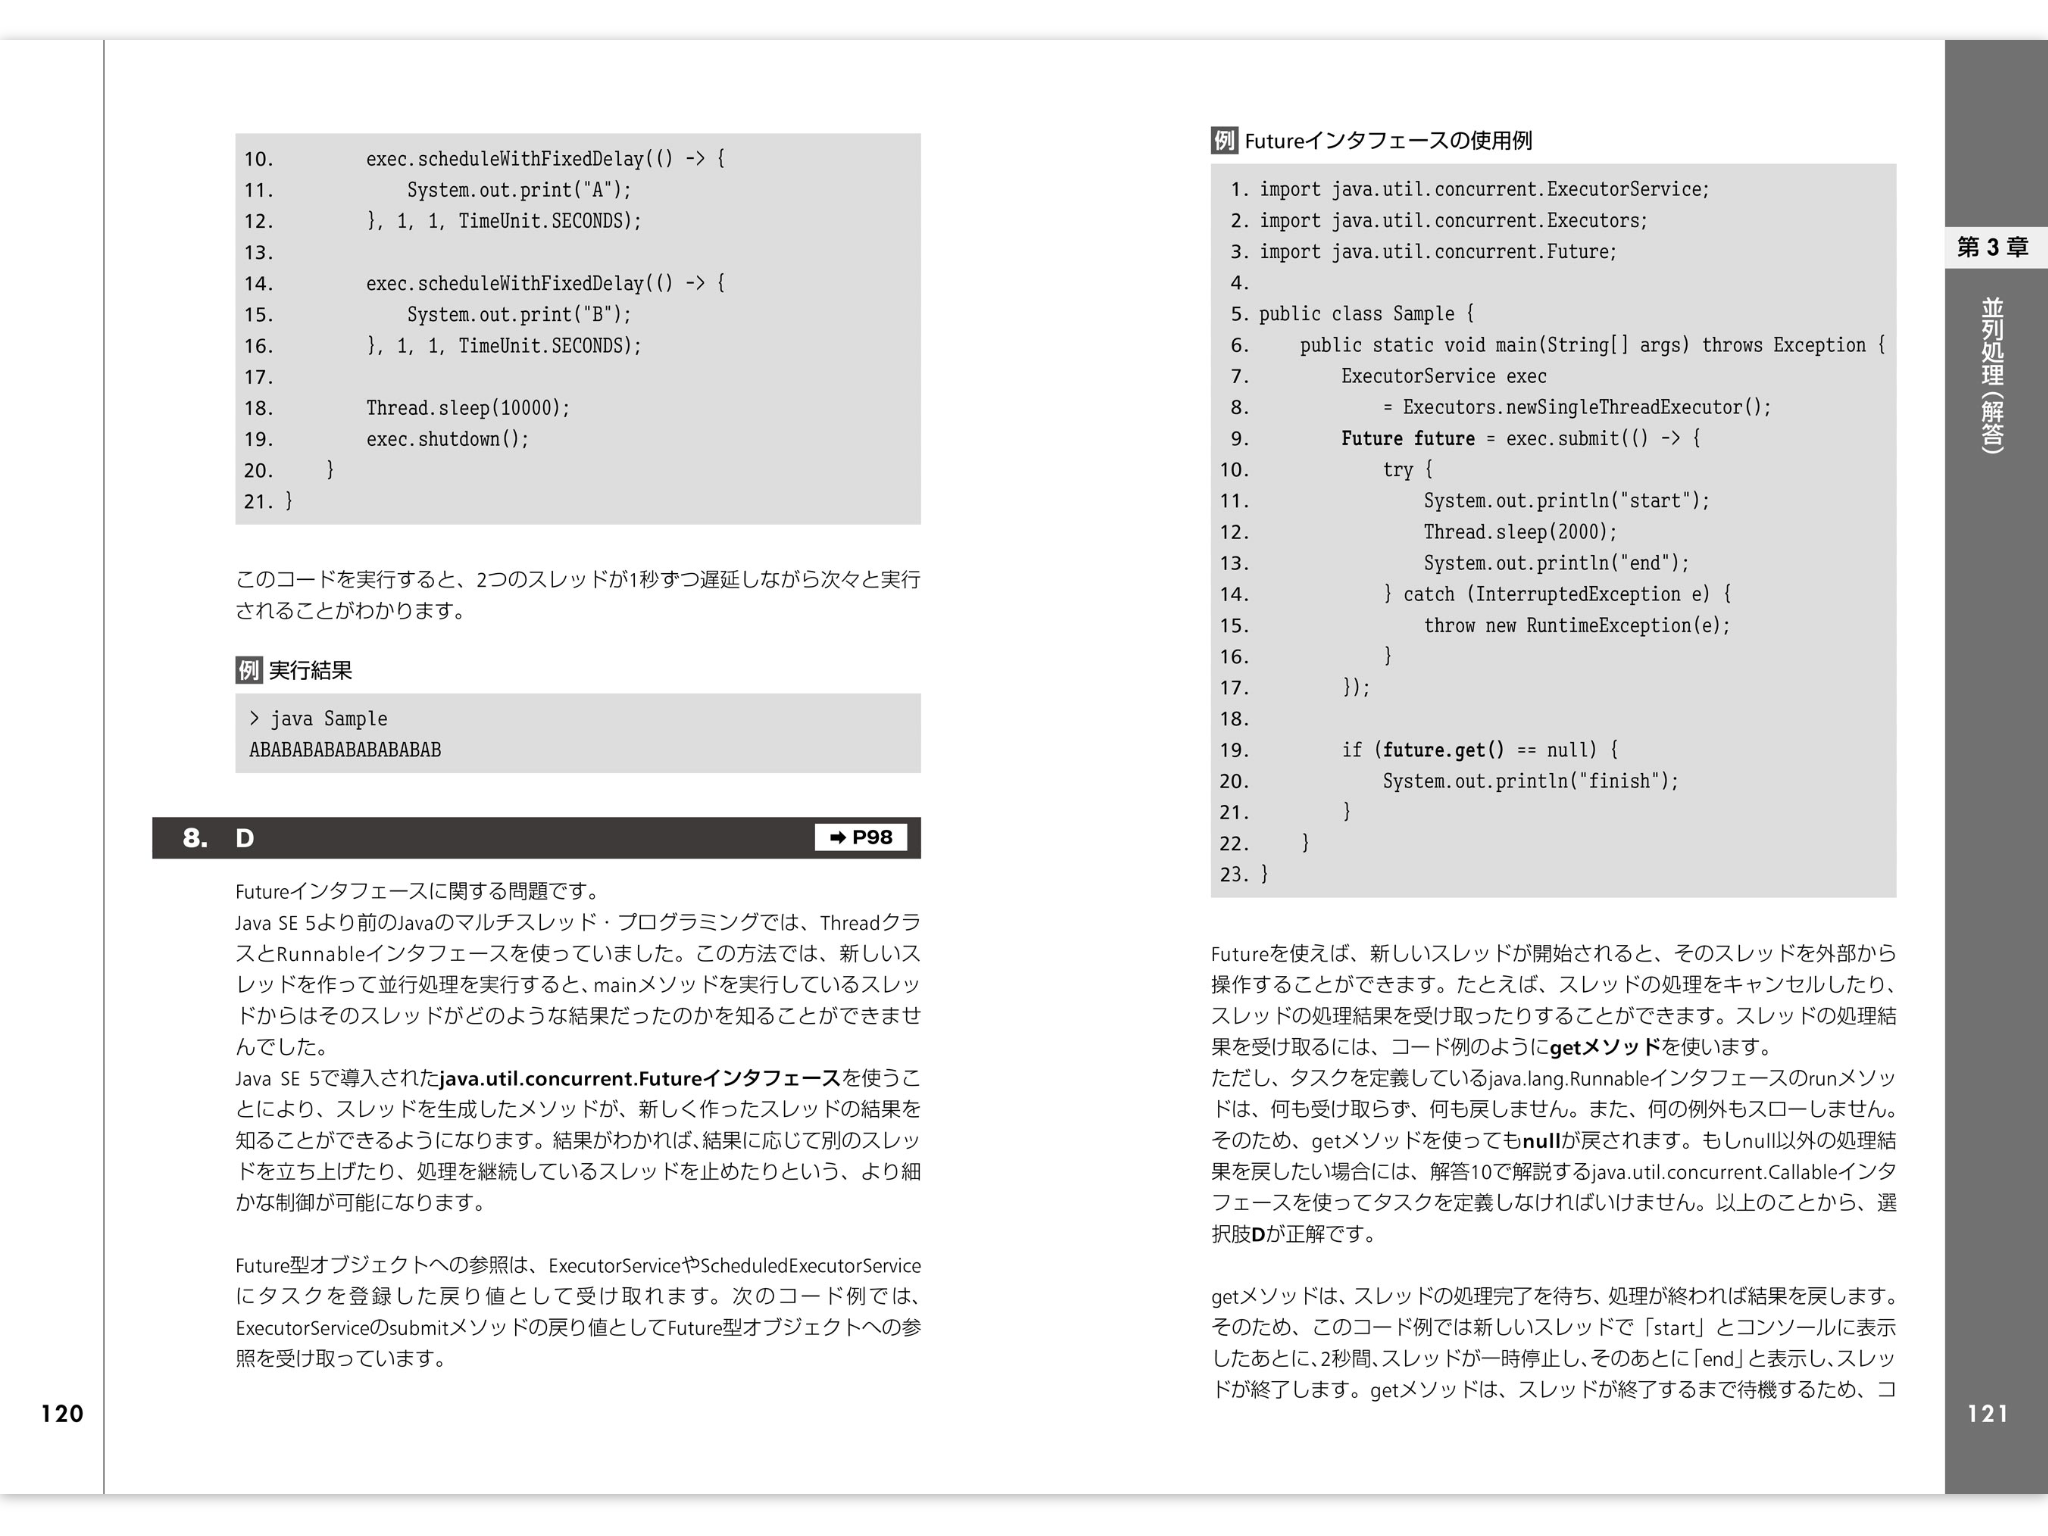 10.         exec.scheduleWithFixedDelay(() -> {
11.             System.out.print("A");
12.         }, 1, 1, TimeUnit.SECONDS);
13.
14.         exec.scheduleWithFixedDelay(() -> {
15.             System.out.print("B");
16.         }, 1, 1, TimeUnit.SECONDS);
17.
18.         Thread.sleep(10000);
19.         exec.shutdown();
20.     }
21. }
このコードを実行すると、2つのスレッドが1秒ずつ遅延しながら次々と実行
されることがわかります。
例 実行結果
> java Sample
ABABABABABABABABAB
8. D ➡ P98
Futureインタフェースに関する問題です。
Java SE 5より前のJavaのマルチスレッド・プログラミングでは、Threadクラ
スとRunnableインタフェースを使っていました。この方法では、新しいス
レッドを作って並行処理を実行すると、mainメソッドを実行しているスレッ
ドからはそのスレッドがどのような結果だったのかを知ることができませ
んでした。
Java SE 5で導入されたjava.util.concurrent.Futureインタフェースを使うこ
とにより、スレッドを生成したメソッドが、新しく作ったスレッドの結果を
知ることができるようになります。結果がわかれば、結果に応じて別のスレッ
ドを立ち上げたり、処理を継続しているスレッドを止めたりという、より細
かな制御が可能になります。
Future型オブジェクトへの参照は、ExecutorServiceやScheduledExecutorService
にタスクを登録した戻り値として受け取れます。次のコード例では、
ExecutorServiceのsubmitメソッドの戻り値としてFuture型オブジェクトへの参
照を受け取っています。
120
例 Futureインタフェースの使用例
1. import java.util.concurrent.ExecutorService;
2. import java.util.concurrent.Executors;
3. import java.util.concurrent.Future;
4.
5. public class Sample {
6.     public static void main(String[] args) throws Exception {
7.         ExecutorService exec
8.             = Executors.newSingleThreadExecutor();
9.         Future future = exec.submit(() -> {
10.             try {
11.                 System.out.println("start");
12.                 Thread.sleep(2000);
13.                 System.out.println("end");
14.             } catch (InterruptedException e) {
15.                 throw new RuntimeException(e);
16.             }
17.         });
18.
19.         if (future.get() == null) {
20.             System.out.println("finish");
21.         }
22.     }
23. }
Futureを使えば、新しいスレッドが開始されると、そのスレッドを外部から
操作することができます。たとえば、スレッドの処理をキャンセルしたり、
スレッドの処理結果を受け取ったりすることができます。スレッドの処理結
果を受け取るには、コード例のようにgetメソッドを使います。
ただし、タスクを定義しているjava.lang.Runnableインタフェースのrunメソッ
ドは、何も受け取らず、何も戻しません。また、何の例外もスローしません。
そのため、getメソッドを使ってもnullが戻されます。もしnull以外の処理結
果を戻したい場合には、解答10で解説するjava.util.concurrent.Callableインタ
フェースを使ってタスクを定義しなければいけません。以上のことから、選
択肢Dが正解です。
getメソッドは、スレッドの処理完了を待ち、処理が終われば結果を戻します。
そのため、このコード例では新しいスレッドで「start」とコンソールに表示
したあとに、2秒間、スレッドが一時停止し、そのあとに「end」と表示し、スレッ
ドが終了します。getメソッドは、スレッドが終了するまで待機するため、コ
第 3 章
並列処理（解答）
121